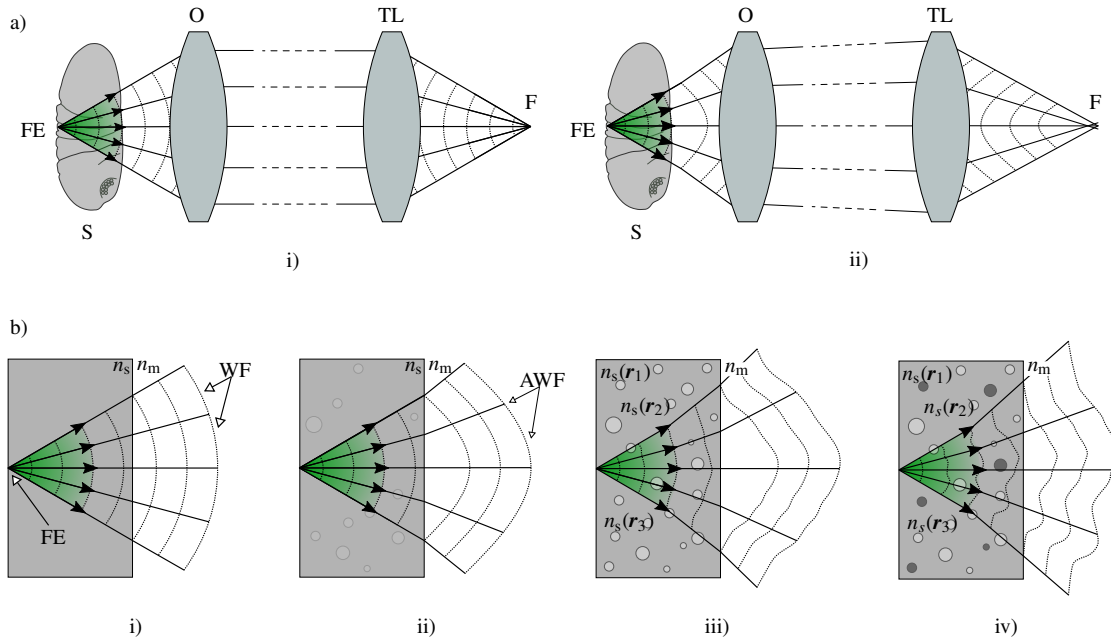 a)
O
TL
FE
F
S
i)
O
TL
FE
F
S
ii)
b)
nₛ nₘ
WF
FE
i)
nₛ nₘ
AWF
ii)
nₛ(r₁)
nₘ
nₛ(r₂)
nₛ(r₃)
iii)
nₛ(r₁)
nₘ
nₛ(r₂)
nₛ(r₃)
iv)